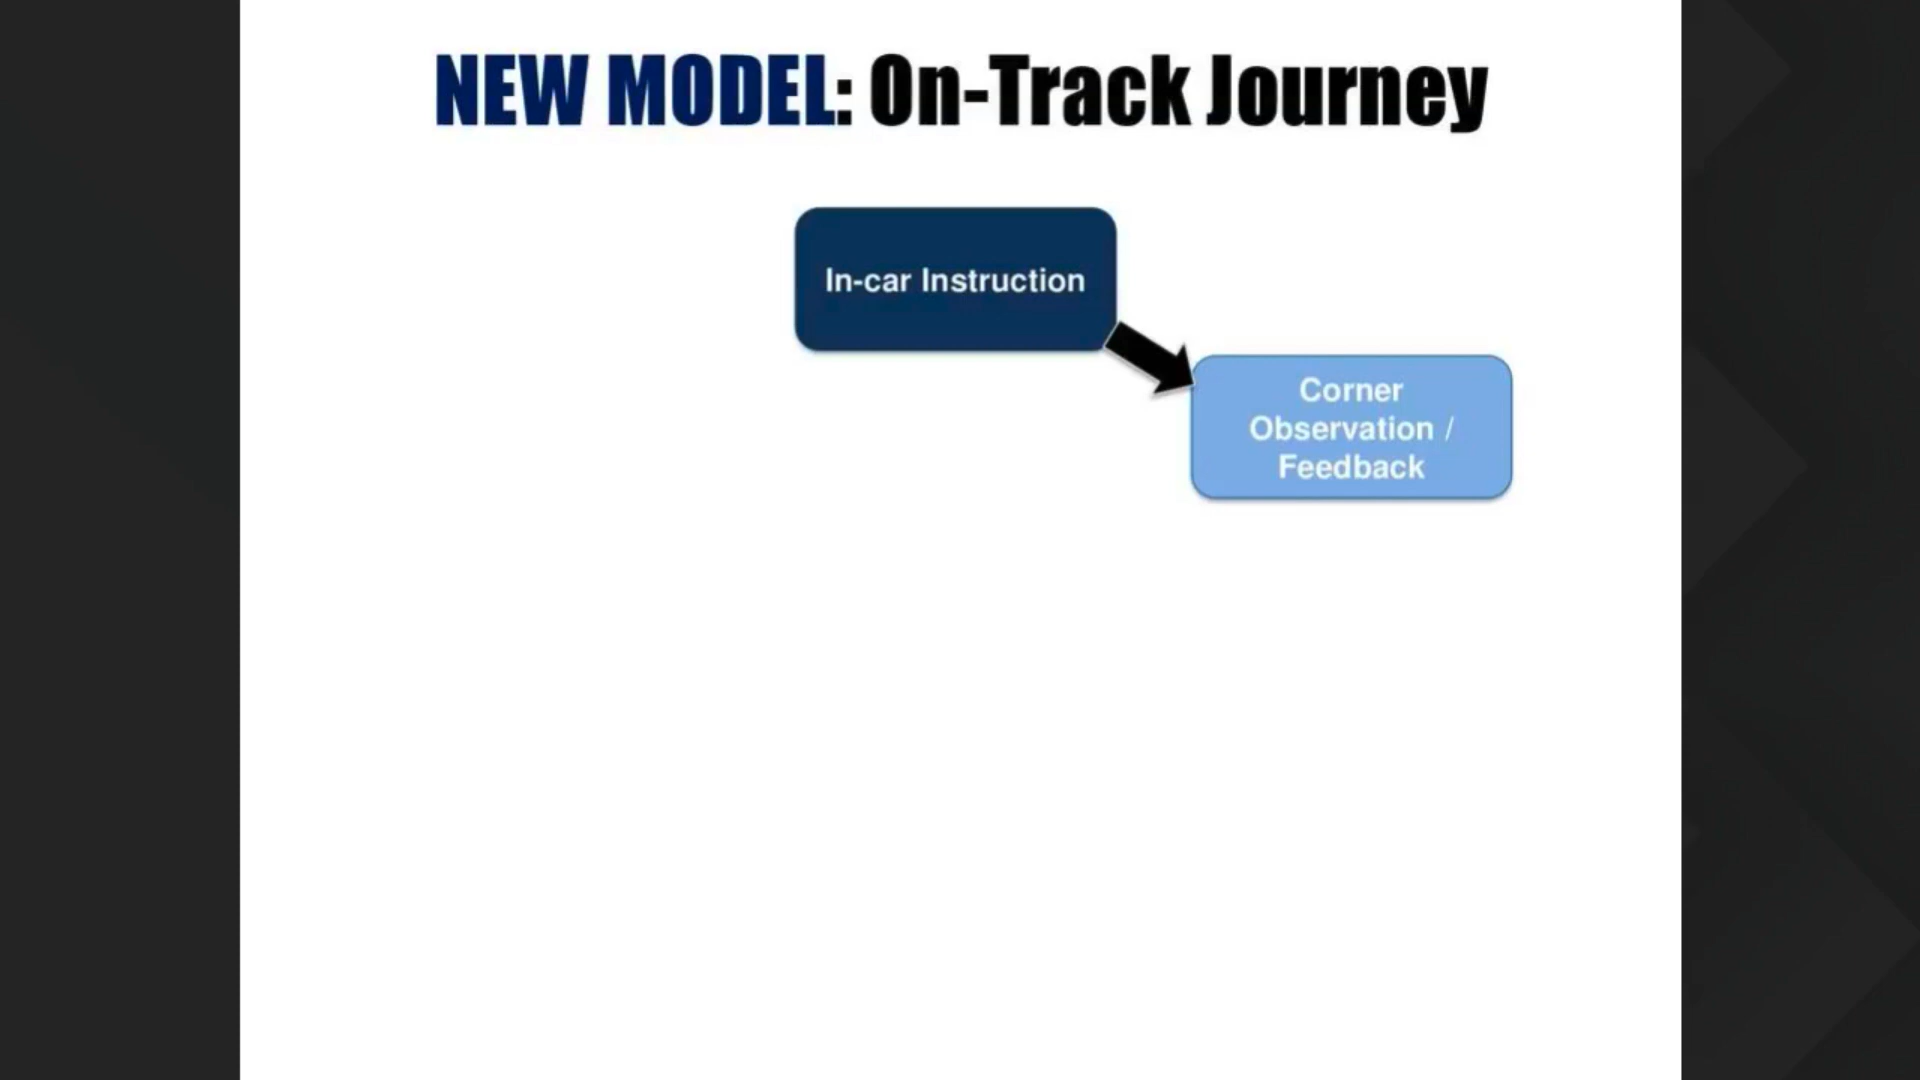 NEW MODEL: On-Track Journey
In-car Instruction
Corner
Observation /
Feedback